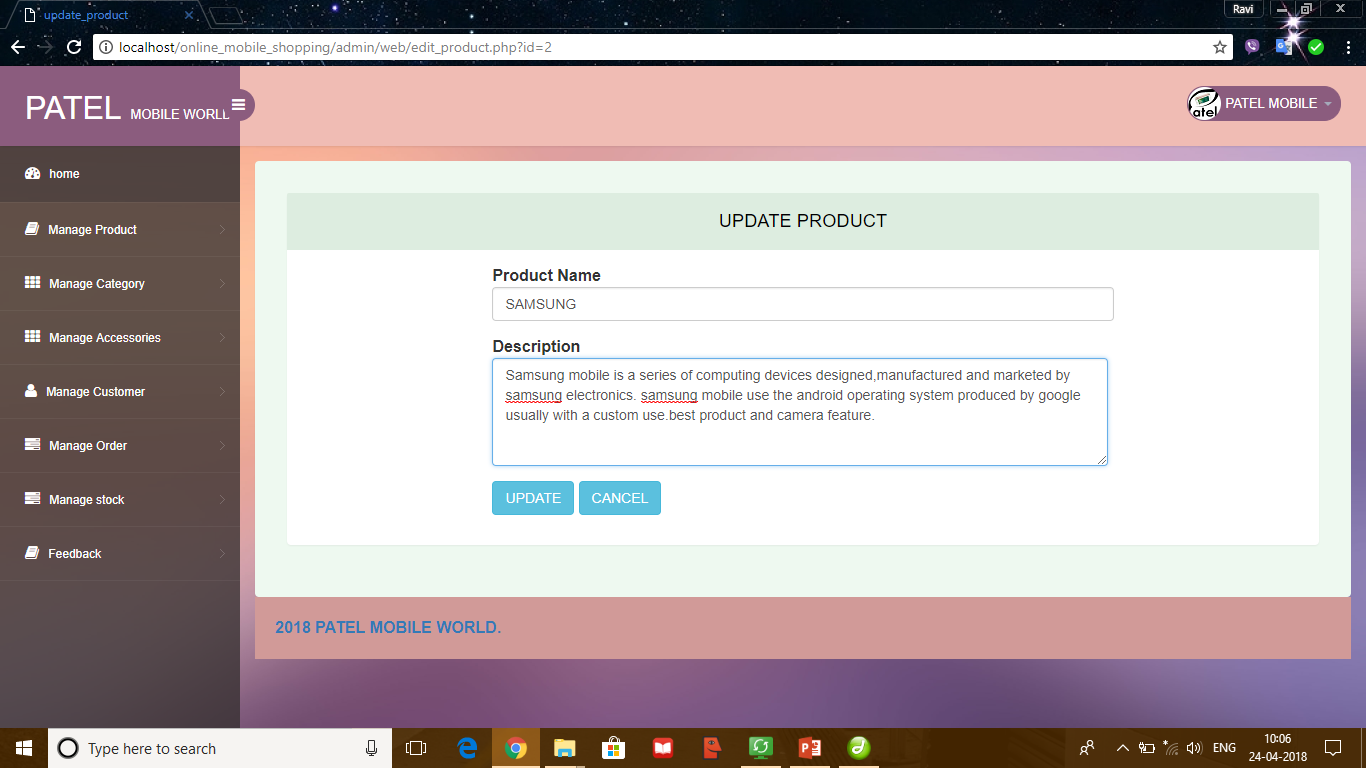 update_product
Ravi
localhost/online_mobile_shopping/admin/web/edit_product.php?id=2
PATEL MOBILE WORLL
atel PATEL MOBILE
home
Manage Product
Manage Category
Manage Accessories
Manage Customer
Manage Order
Manage stock
Feedback
UPDATE PRODUCT
Product Name
SAMSUNG
Description
Samsung mobile is a series of computing devices designed,manufactured and marketed by
samsung electronics. samsung mobile use the android operating system produced by google
usually with a custom use.best product and camera feature.
UPDATE CANCEL
2018 PATEL MOBILE WORLD.
Type here to search
ENG
10:06
24-04-2018